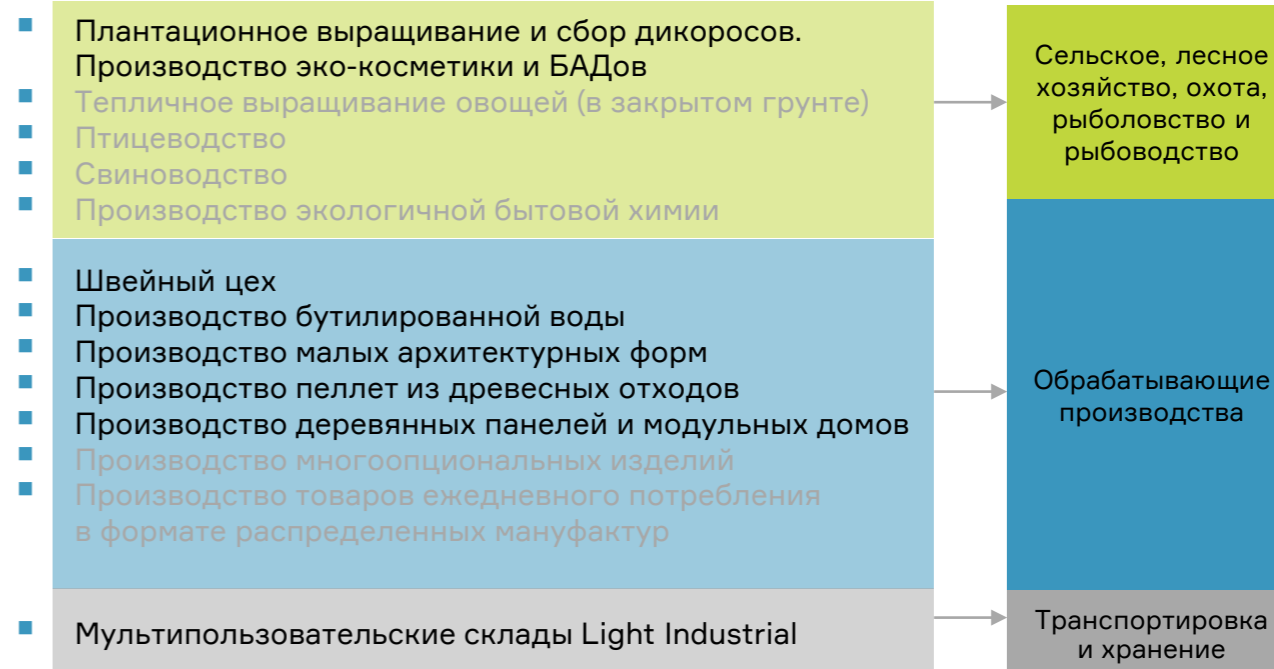 Плантационное выращивание и сбор дикоросов.
Производство эко-косметики и БАДов
Тепличное выращивание овощей (в закрытом грунте)
Птицеводство
Свиноводство
Производство экологичной бытовой химии
Сельское, лесное
хозяйство, охота,
рыболовство и
рыбоводство
Швейный цех
Производство бутилированной воды
Производство малых архитектурных форм
Производство пеллет из древесных отходов
Производство деревянных панелей и модульных домов
Производство многоопциональных изделий
Производство товаров ежедневного потребления
в формате распределенных мануфактур
Обрабатывающие
производства
Мультипользовательские склады Light Industrial
Транспортировка
и хранение